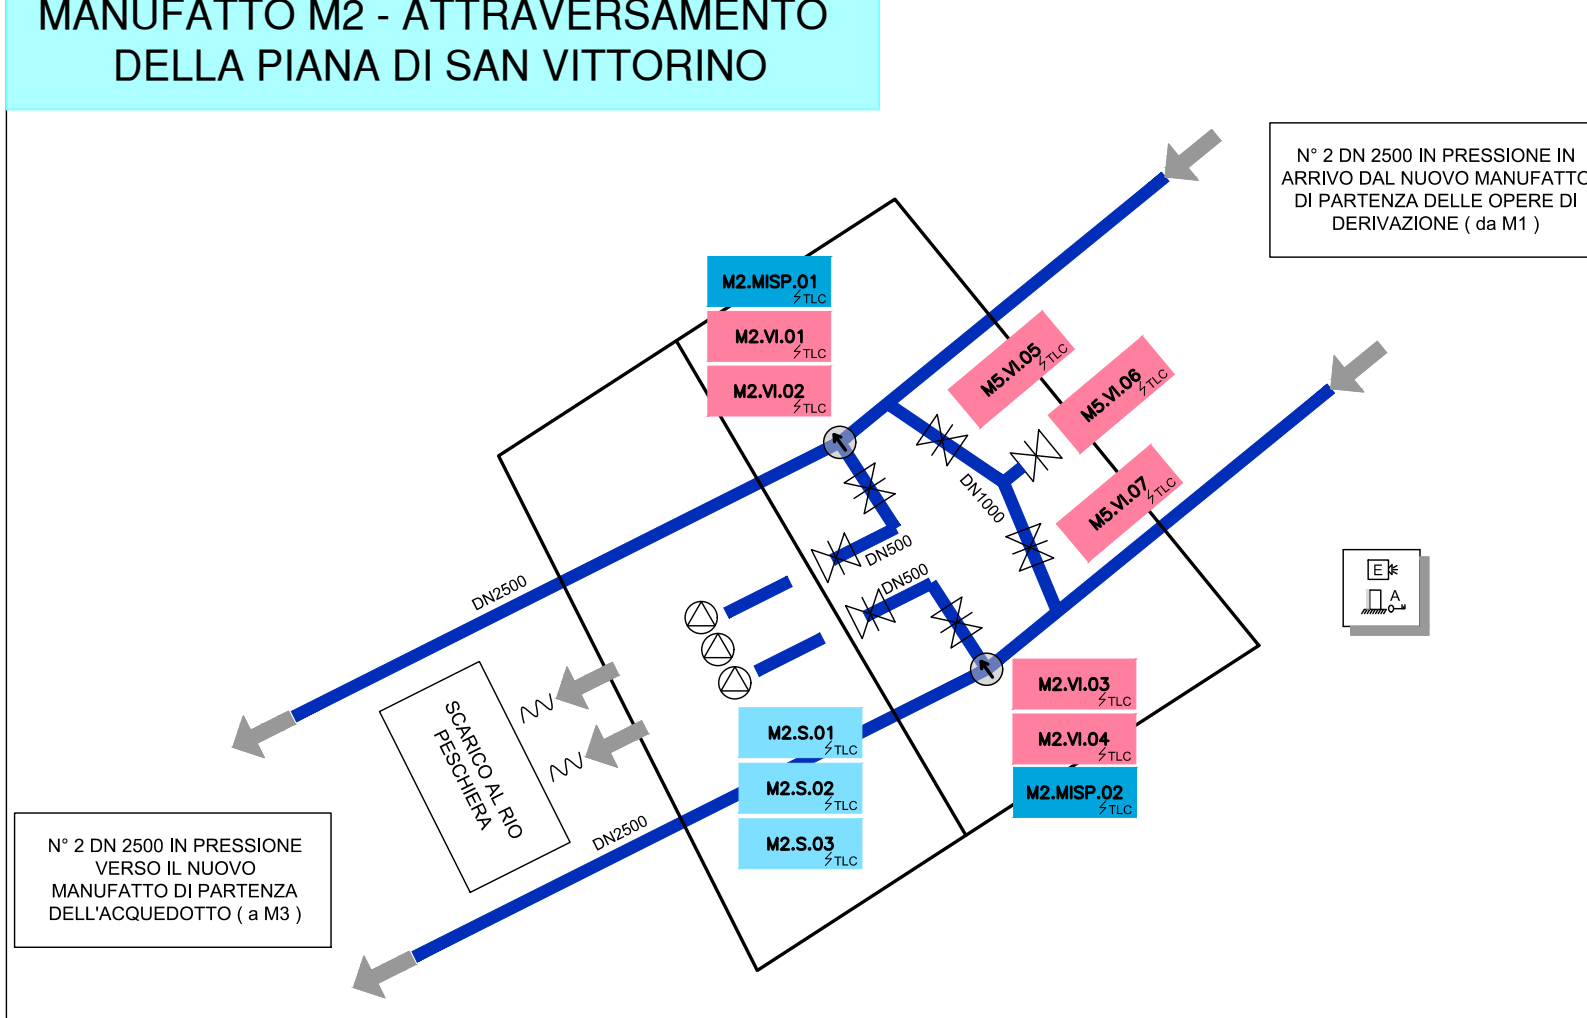 MANUFATTO M2 - ATTRAVERSAMENTO
DELLA PIANA DI SAN VITTORINO
N° 2 DN 2500 IN PRESSIONE IN
ARRIVO DAL NUOVO MANUFATTO
DI PARTENZA DELLE OPERE DI
DERIVAZIONE ( da M1 )
M2.MISP.01
TLC
M2.VI.01
TLC
M2.VI.02
TLC
M5.VI.05
TLC
M5.VI.06
TLC
M5.VI.07
TLC
DN1000
DN500
DN500
DN2500
E
A
M2.VI.03
TLC
M2.VI.04
TLC
M2.MISP.02
TLC
M2.S.01
TLC
M2.S.02
TLC
M2.S.03
TLC
SCARICO AL RIO
PESCHIERA
DN2500
N° 2 DN 2500 IN PRESSIONE
VERSO IL NUOVO
MANUFATTO DI PARTENZA
DELL'ACQUEDOTTO ( a M3 )